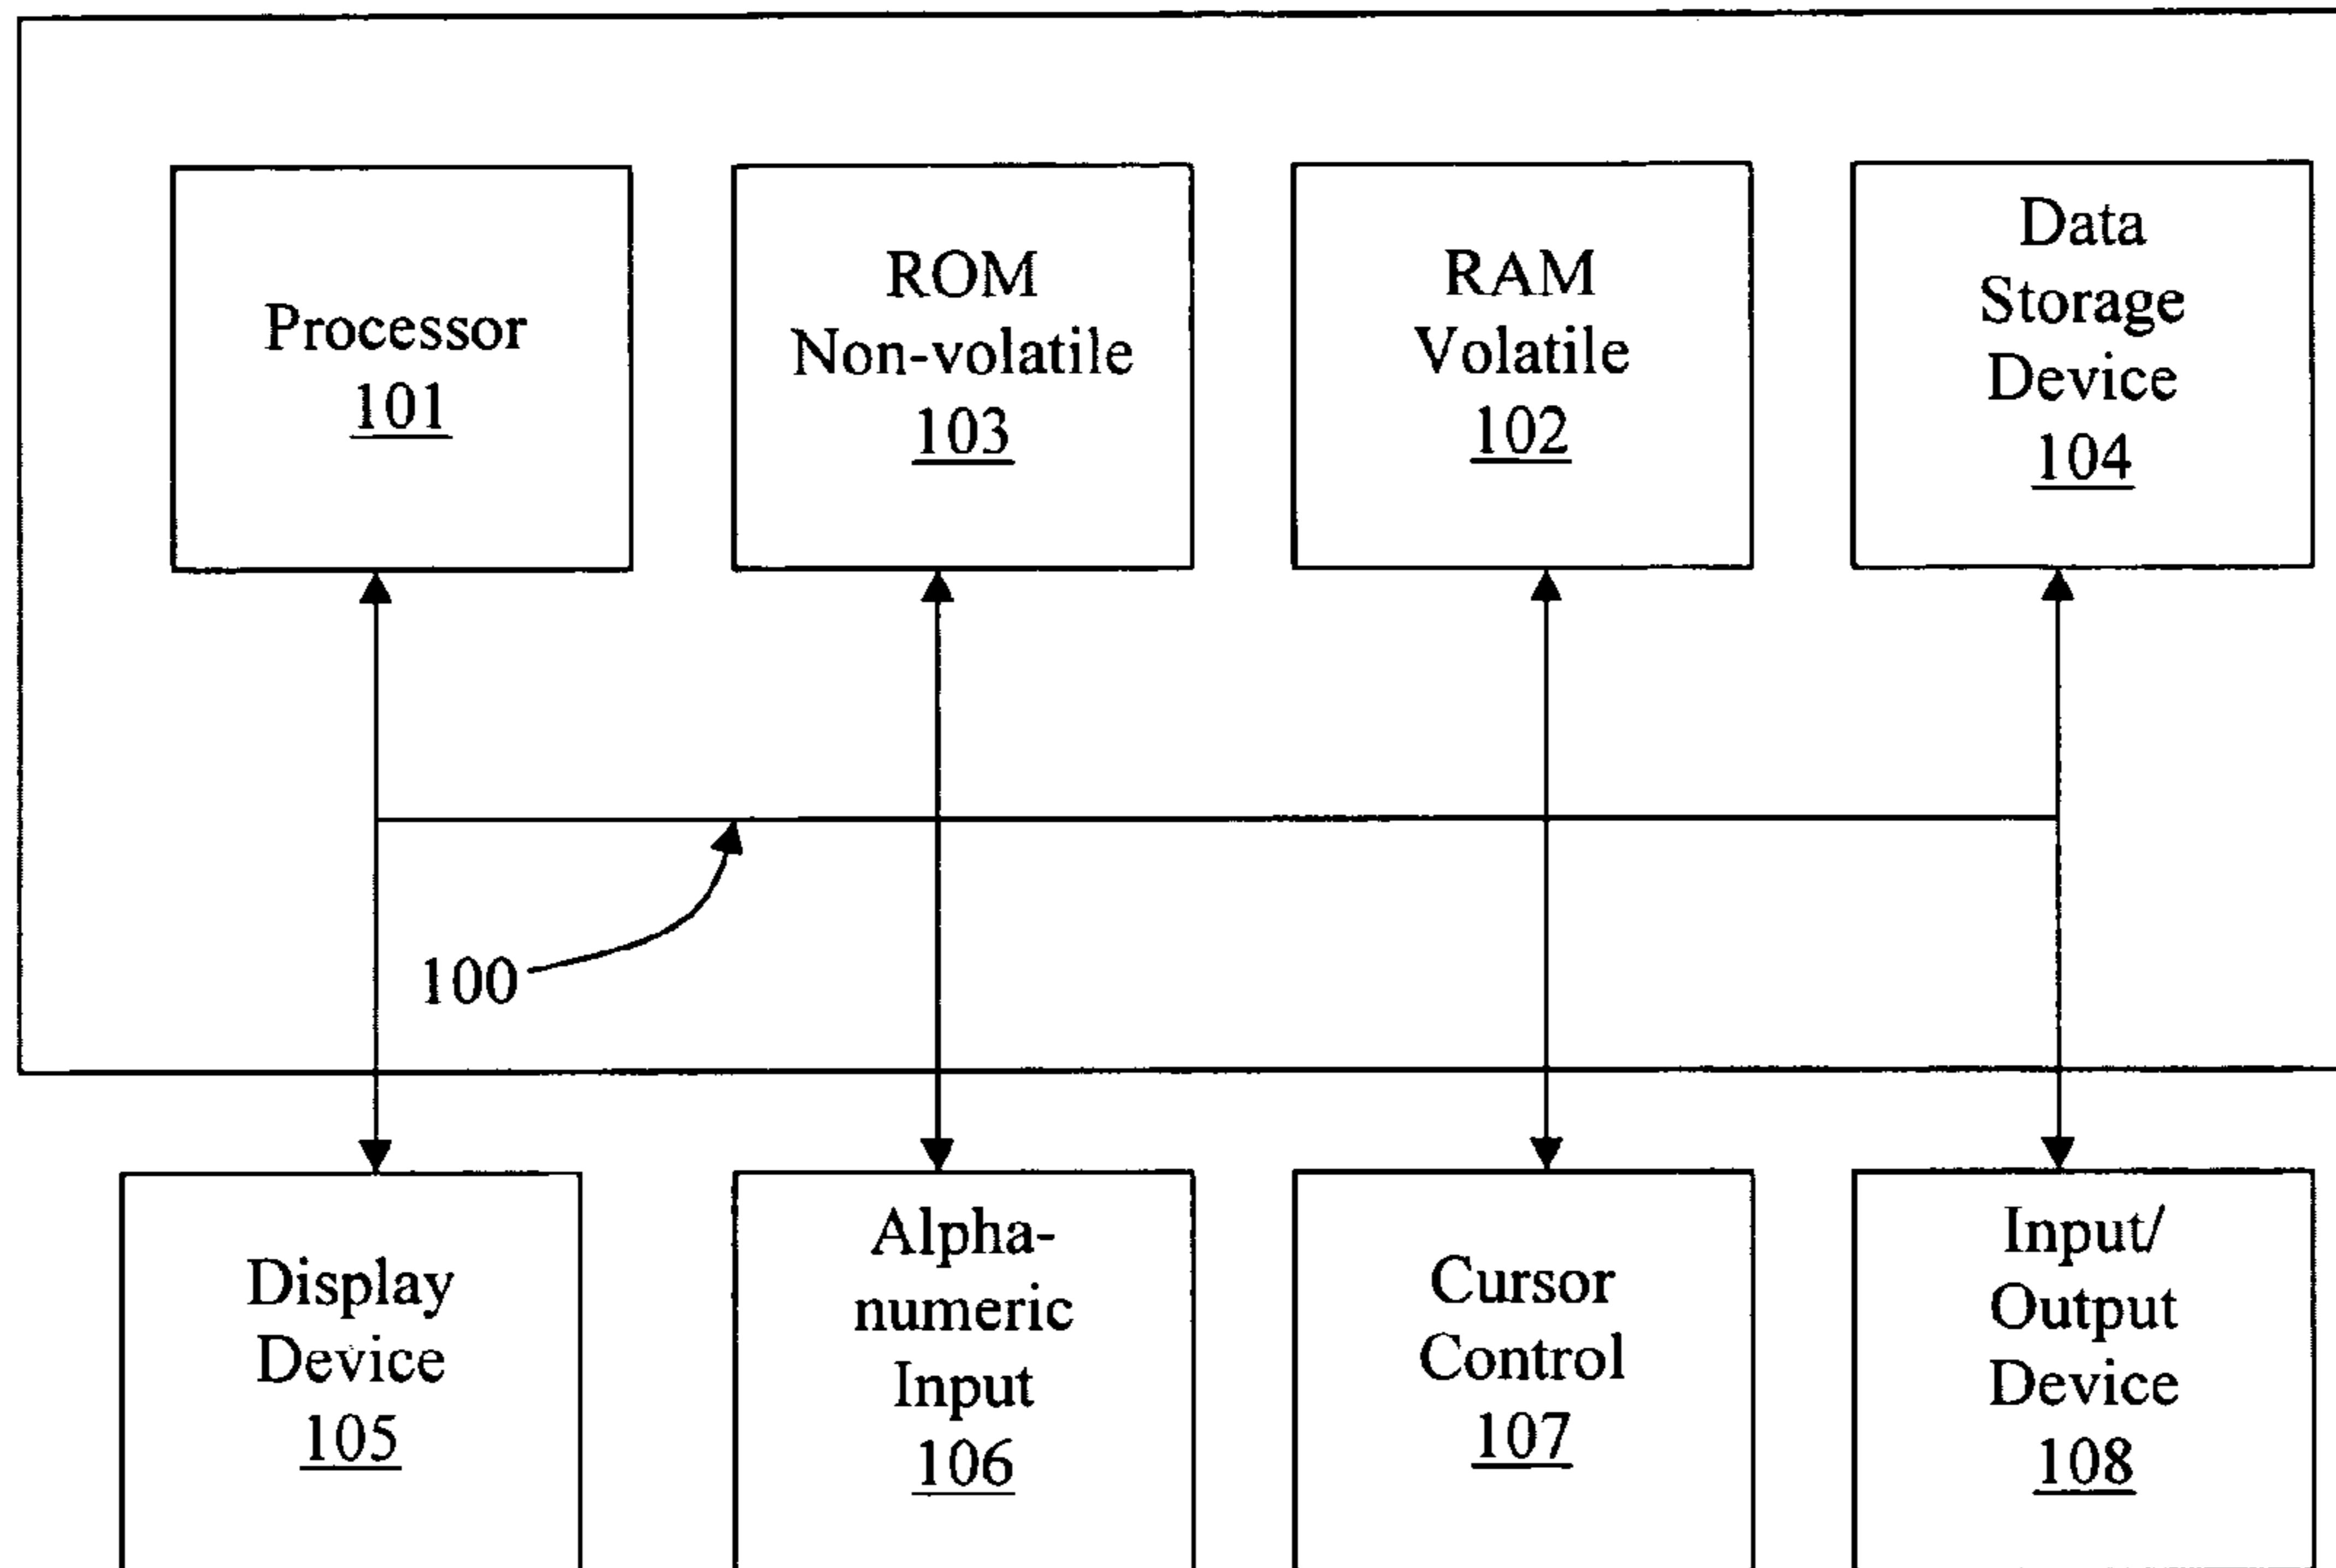 Processor
101
ROM
Non-volatile
103
RAM
Volatile
102
Data
Storage
Device
104
100
Display
Device
105
Alpha-
numeric
Input
106
Cursor
Control
107
Input/
Output
Device
108